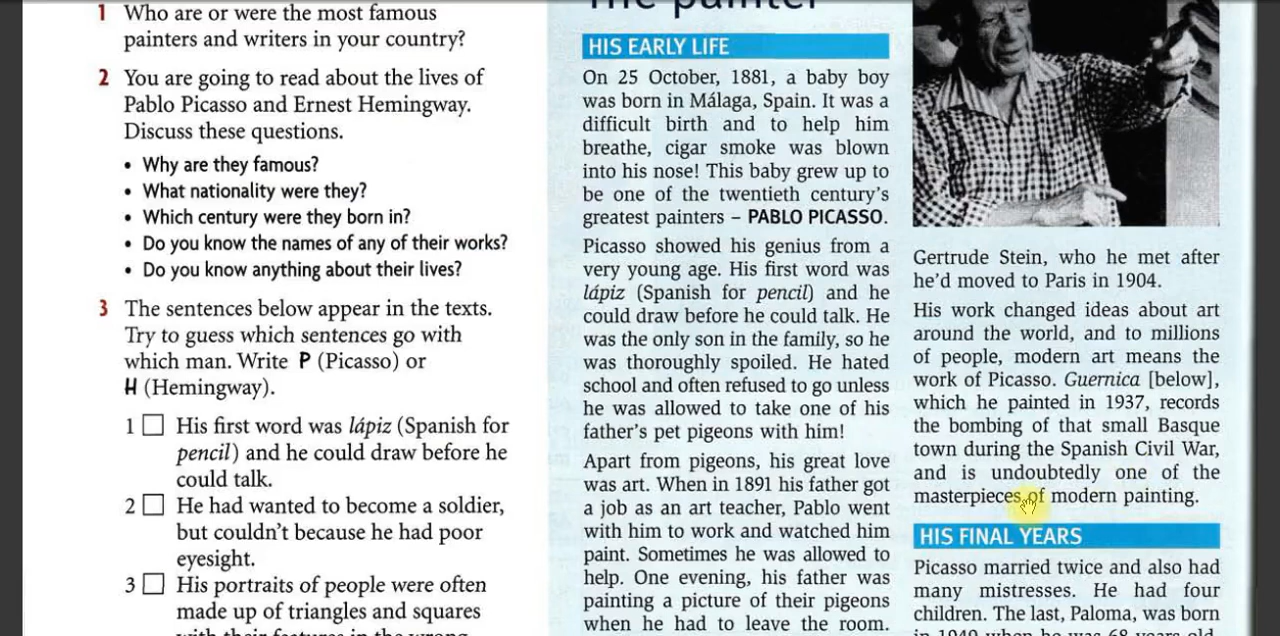 1 Who are or were the most famous
painters and writers in your country?
2 You are going to read about the lives of
Pablo Picasso and Ernest Hemingway.
Discuss these questions.
• Why are they famous?
• What nationality were they?
• Which century were they born in?
• Do you know the names of any of their works?
• Do you know anything about their lives?
3 The sentences below appear in the texts.
Try to guess which sentences go with
which man. Write P (Picasso) or
H (Hemingway).
1 His first word was lápiz (Spanish for
pencil) and he could draw before he
could talk.
2 He had wanted to become a soldier,
but couldn't because he had poor
eyesight.
3 His portraits of people were often
made up of triangles and squares
with their features in the wrong
The painter
HIS EARLY LIFE
On 25 October, 1881, a baby boy
was born in Málaga, Spain. It was a
difficult birth and to help him
breathe, cigar smoke was blown
into his nose! This baby grew up to
be one of the twentieth century's
greatest painters – PABLO PICASSO.
Picasso showed his genius from a
very young age. His first word was
lápiz (Spanish for pencil) and he
could draw before he could talk. He
was the only son in the family, so he
was thoroughly spoiled. He hated
school and often refused to go unless
he was allowed to take one of his
father's pet pigeons with him!
Apart from pigeons, his great love
was art. When in 1891 his father got
a job as an art teacher, Pablo went
with him to work and watched him
paint. Sometimes he was allowed to
help. One evening, his father was
painting a picture of their pigeons
when he had to leave the room.
Gertrude Stein, who he met after
he'd moved to Paris in 1904.
His work changed ideas about art
around the world, and to millions
of people, modern art means the
work of Picasso. Guernica [below],
which he painted in 1937, records
the bombing of that small Basque
town during the Spanish Civil War,
and is undoubtedly one of the
masterpieces of modern painting.
HIS FINAL YEARS
Picasso married twice and also had
many mistresses. He had four
children. The last, Paloma, was born
in 1949 when he was 68 years old.